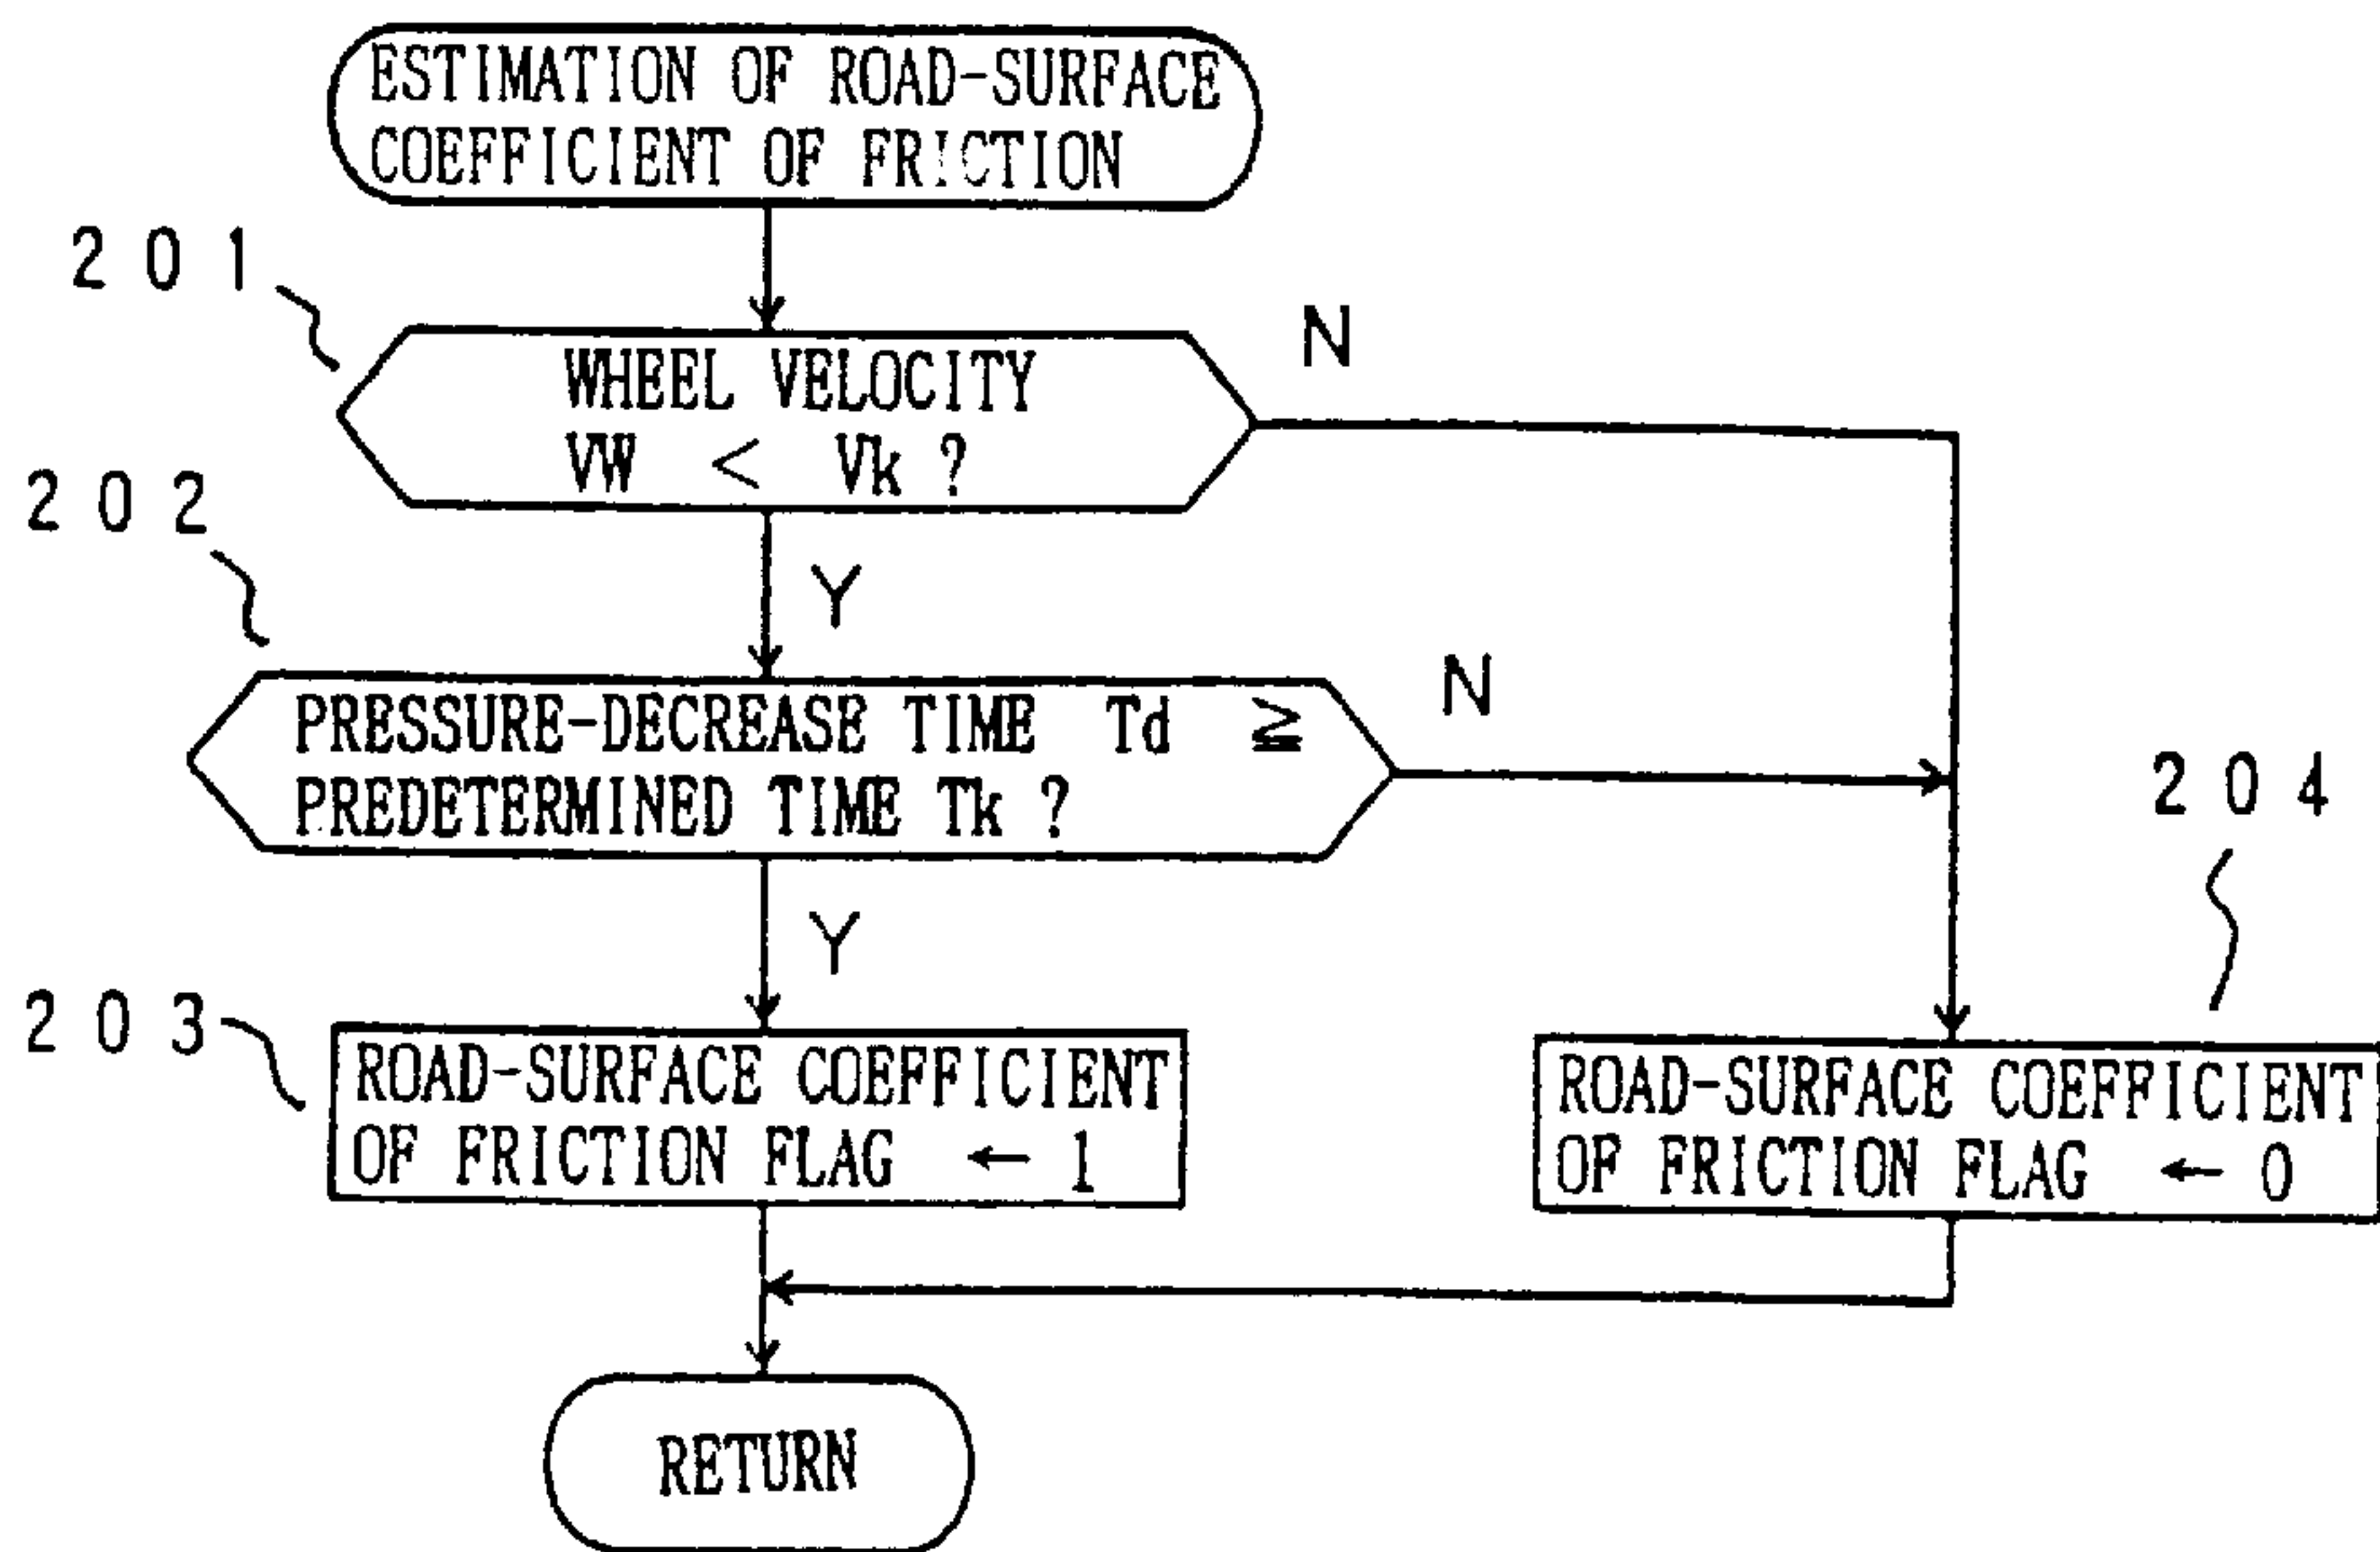 ESTIMATION OF ROAD-SURFACE
COEFFICIENT OF FRICTION
201
WHEEL VELOCITY
VW < Vk ?
N
202
Y
PRESSURE-DECREASE TIME Td ≧
PREDETERMINED TIME Tk ?
N
204
Y
203
ROAD-SURFACE COEFFICIENT
OF FRICTION FLAG ← 1
ROAD-SURFACE COEFFICIENT
OF FRICTION FLAG ← 0
RETURN